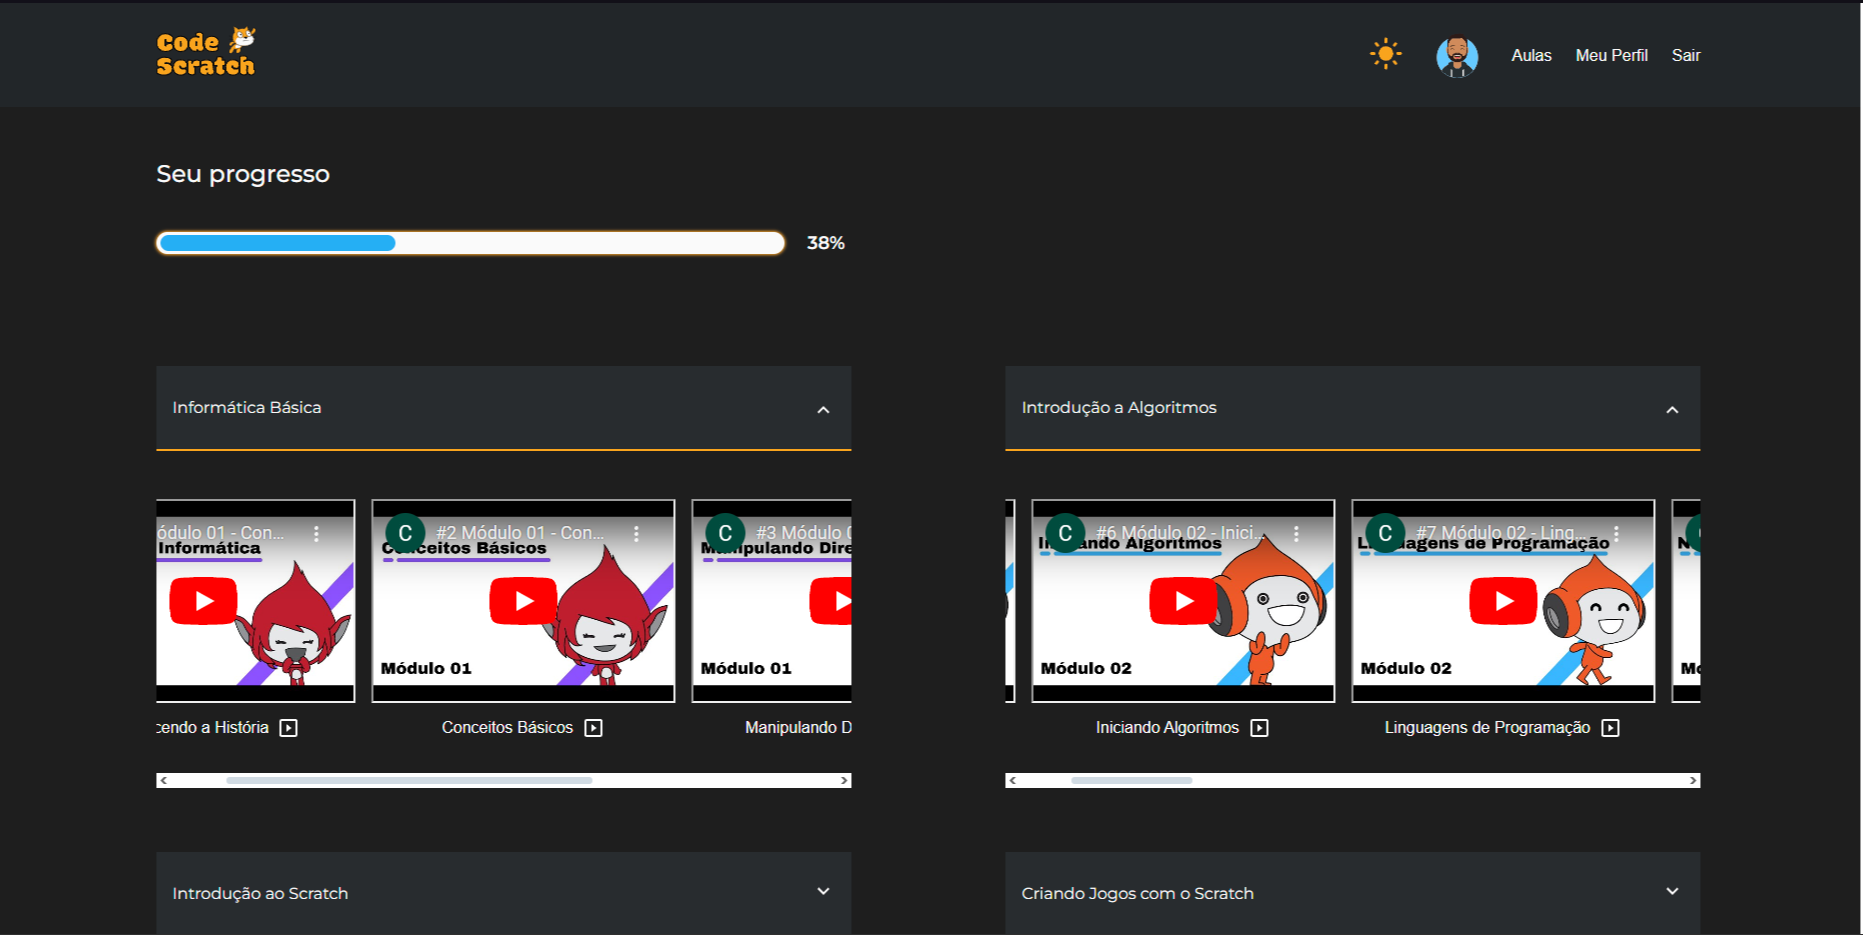 Code
Scratch
Aulas
Meu Perfil
Sair
Seu progresso
38%
Informática Básica
ódulo 01 - Con...
Informática
cendo a História
C
#2 Módulo 01 - Con...
Conceitos Básicos
Módulo 01
Conceitos Básicos
C
#3 Módulo
Manipulando Dire
Módulo 01
Manipulando D
Introdução a Algoritmos
C
#6 Módulo 02 - Inici...
Iniciando Algoritmos
Módulo 02
Iniciando Algoritmos
C
#7 Módulo 02 - Ling...
Linguagens de Programação
Módulo 02
Linguagens de Programação
Introdução ao Scratch
Criando Jogos com o Scratch